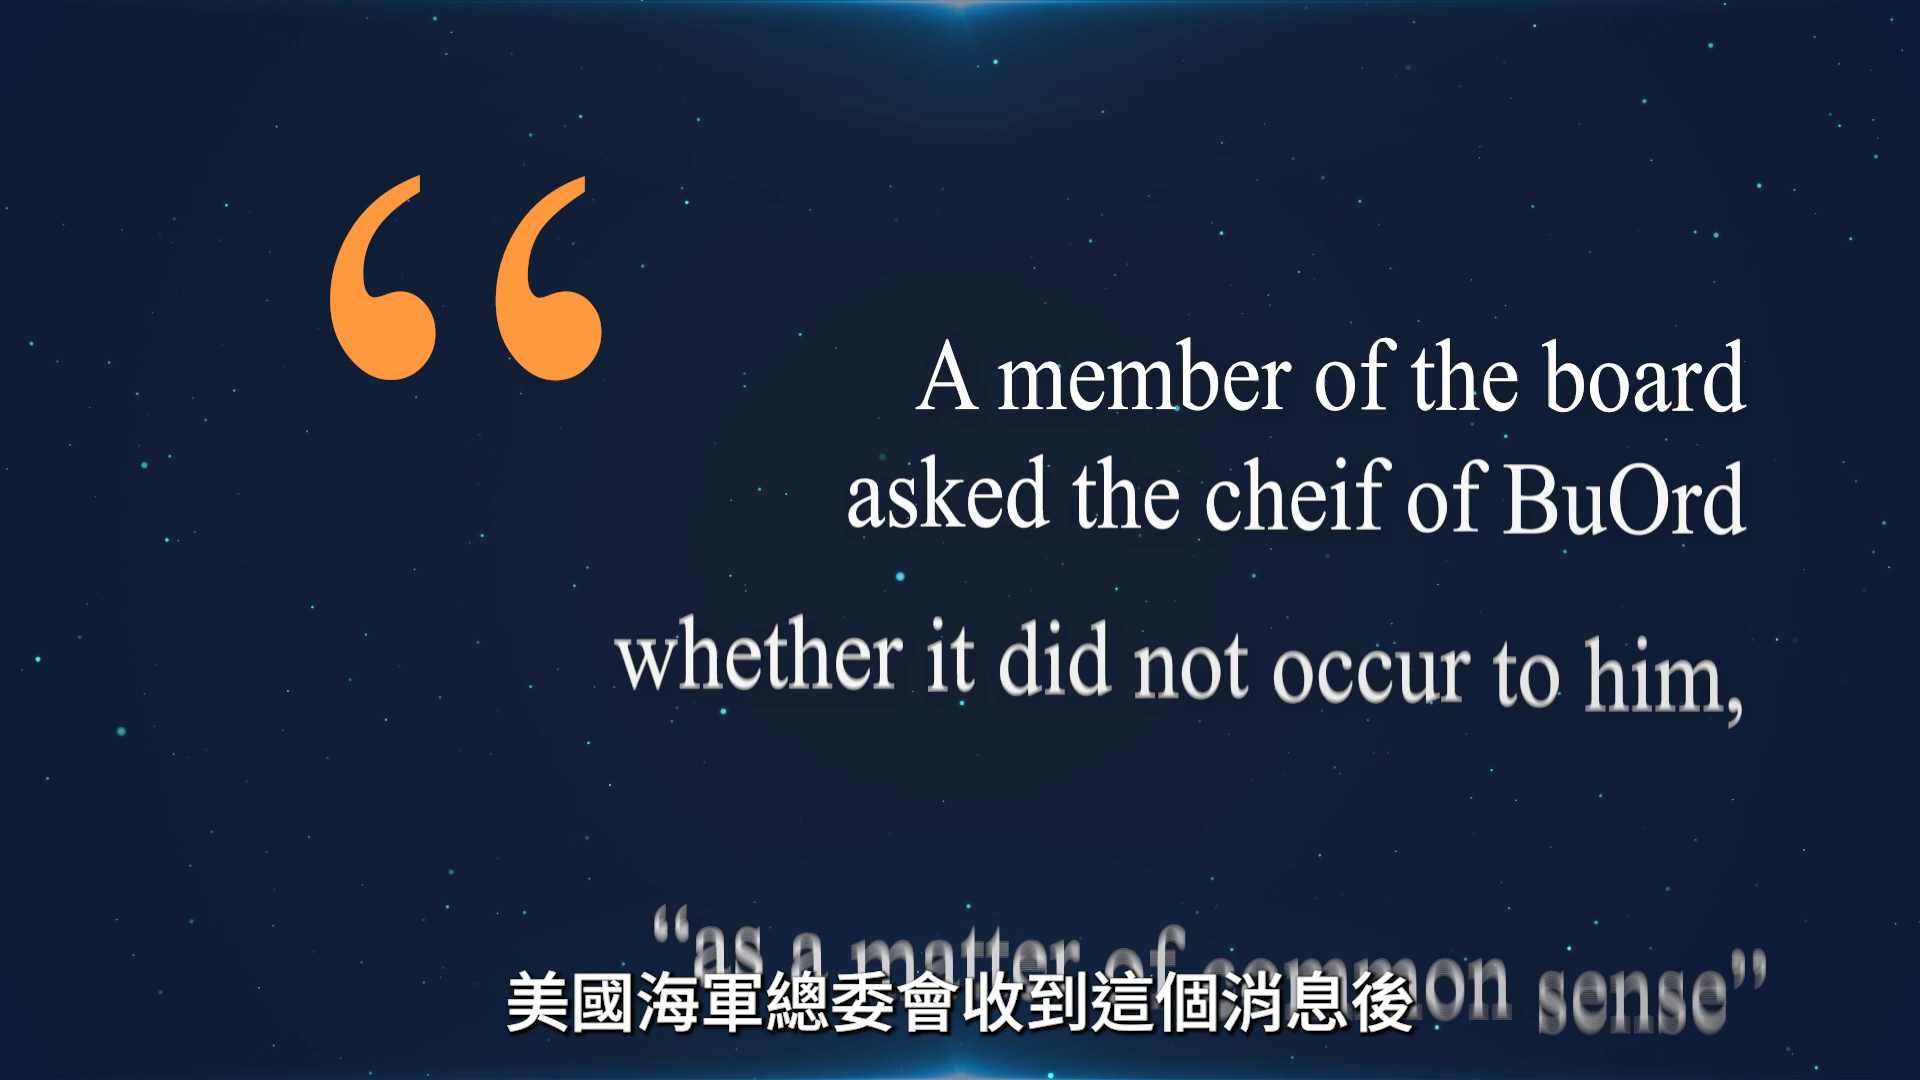 “
A member of the board
asked the cheif of BuOrd
whether it did not occur to him,
“as a matter of common sense”
美國海軍總委會收到這個消息後